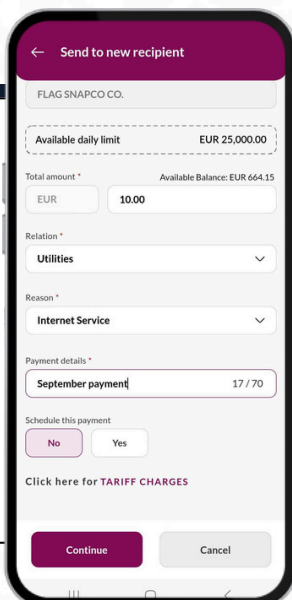 ← Send to new recipient
FLAG SNAPCO CO.
Available daily limit EUR 25,000.00
Total amount * Available Balance: EUR 664.15
EUR 10.00
Relation *
Utilities
Reason *
Internet Service
Payment details *
September payment 17 / 70
Schedule this payment
No Yes
Click here for TARIFF CHARGES
Continue Cancel